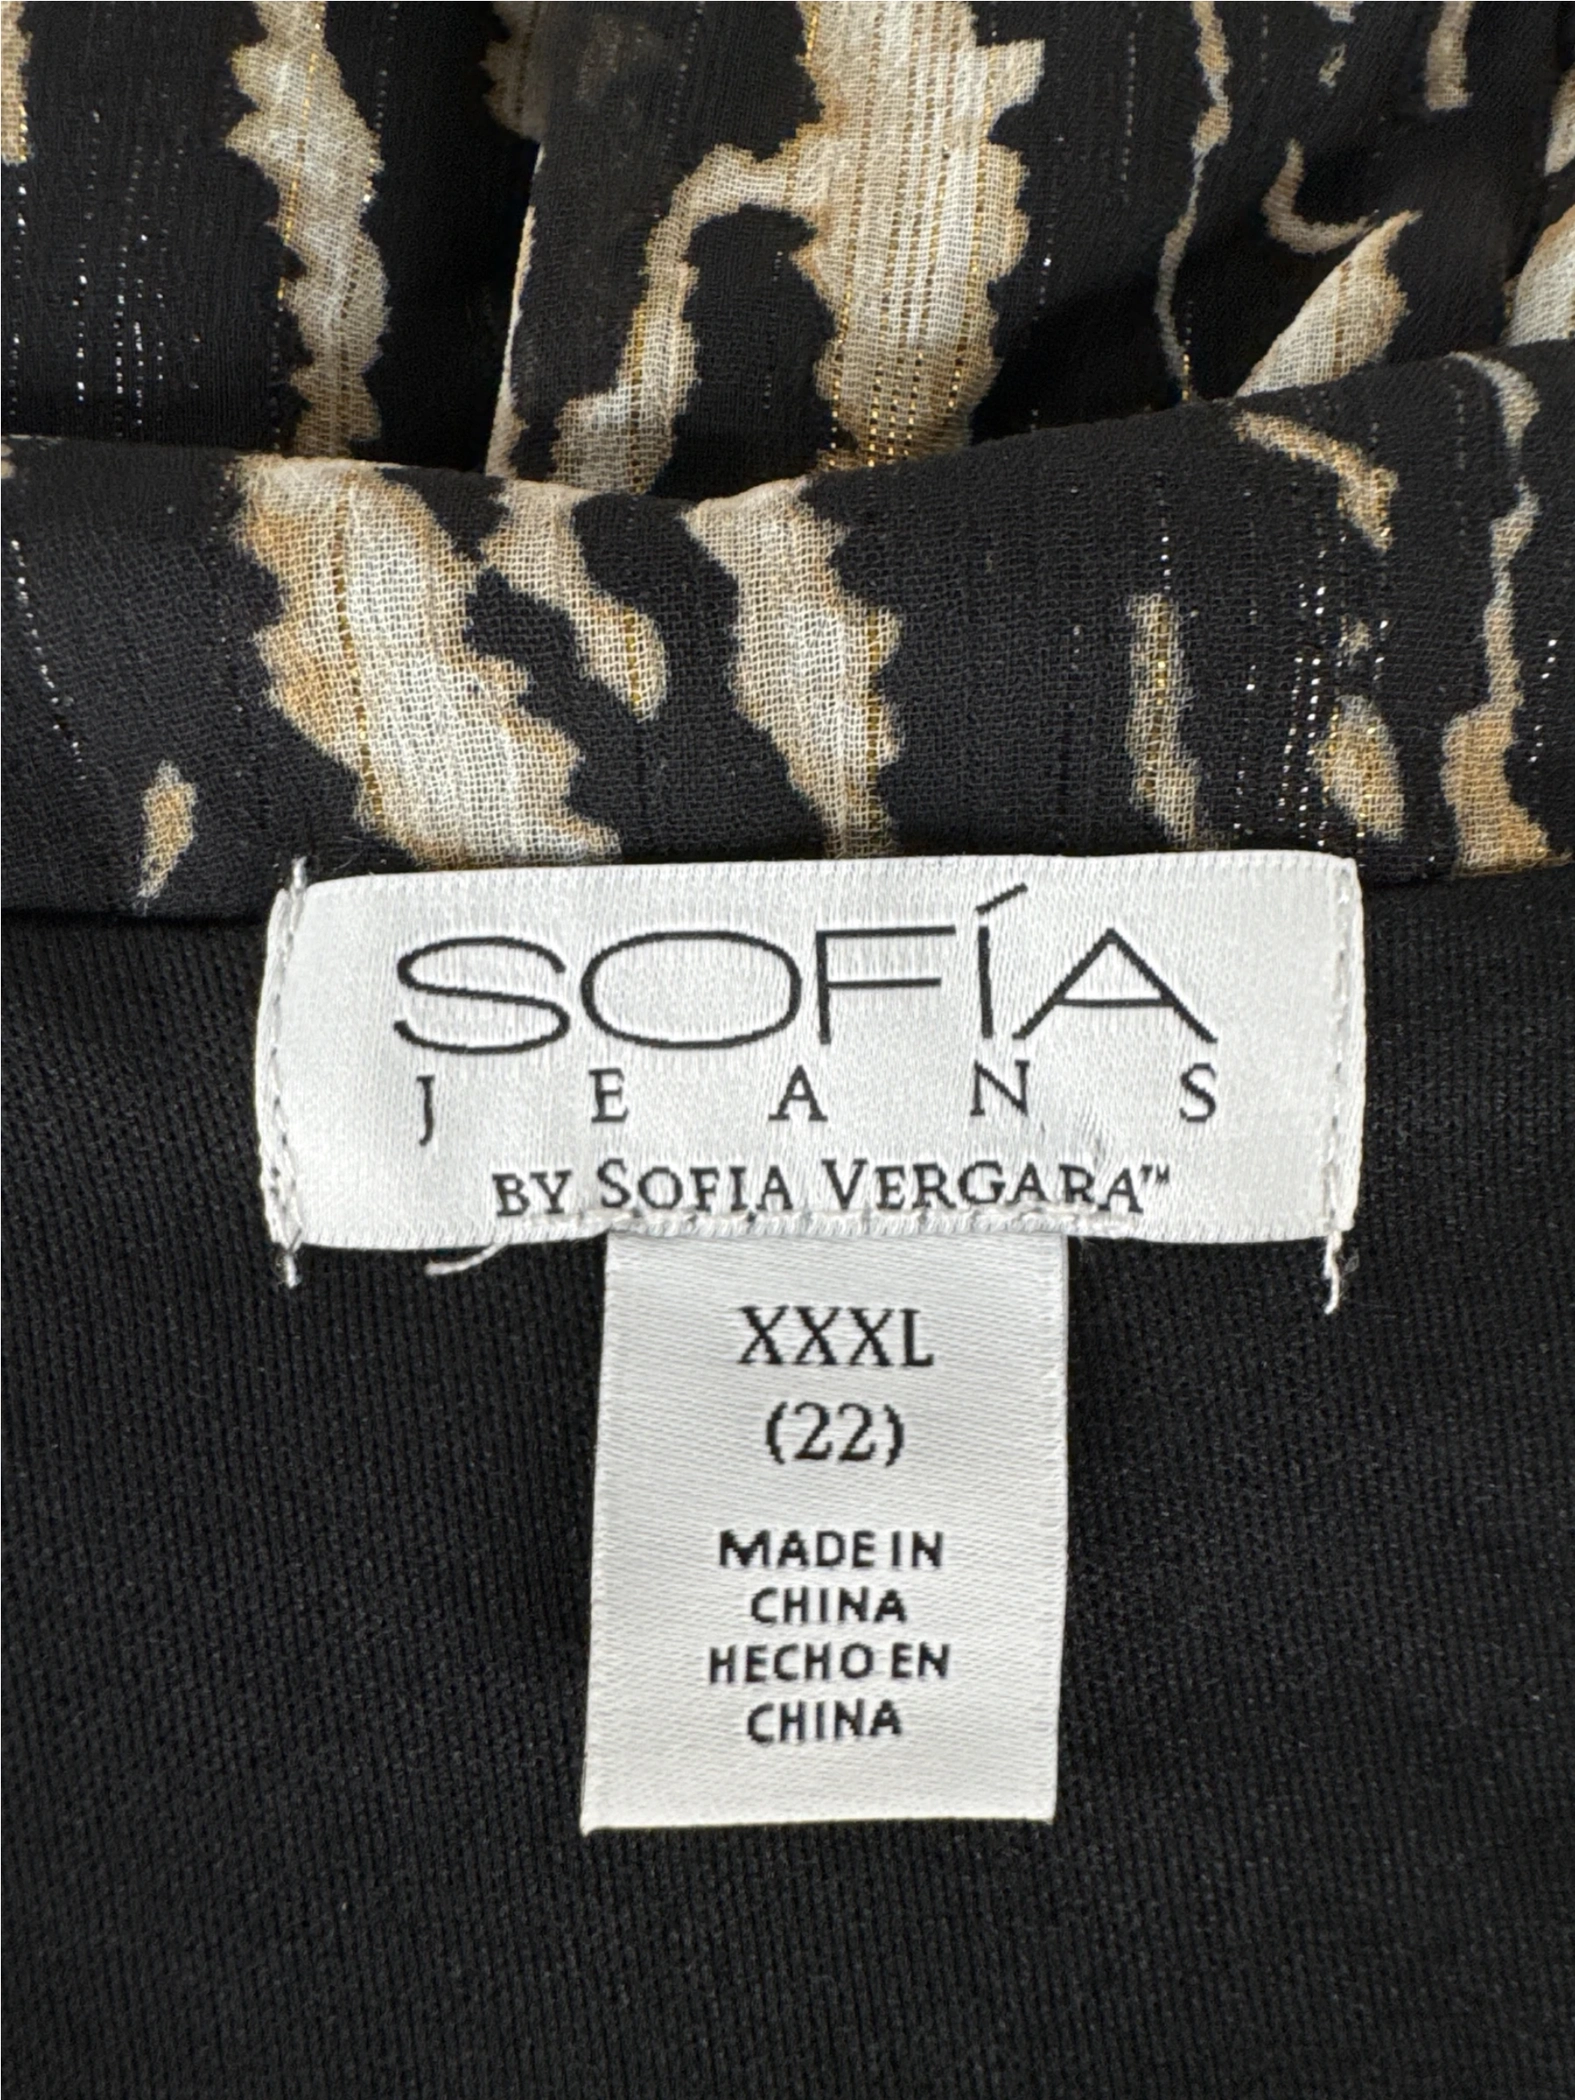 SOFÍA
JEANS
BY SOFIA VERGARA™
XXXL
(22)
MADE IN
CHINA
HECHO EN
CHINA